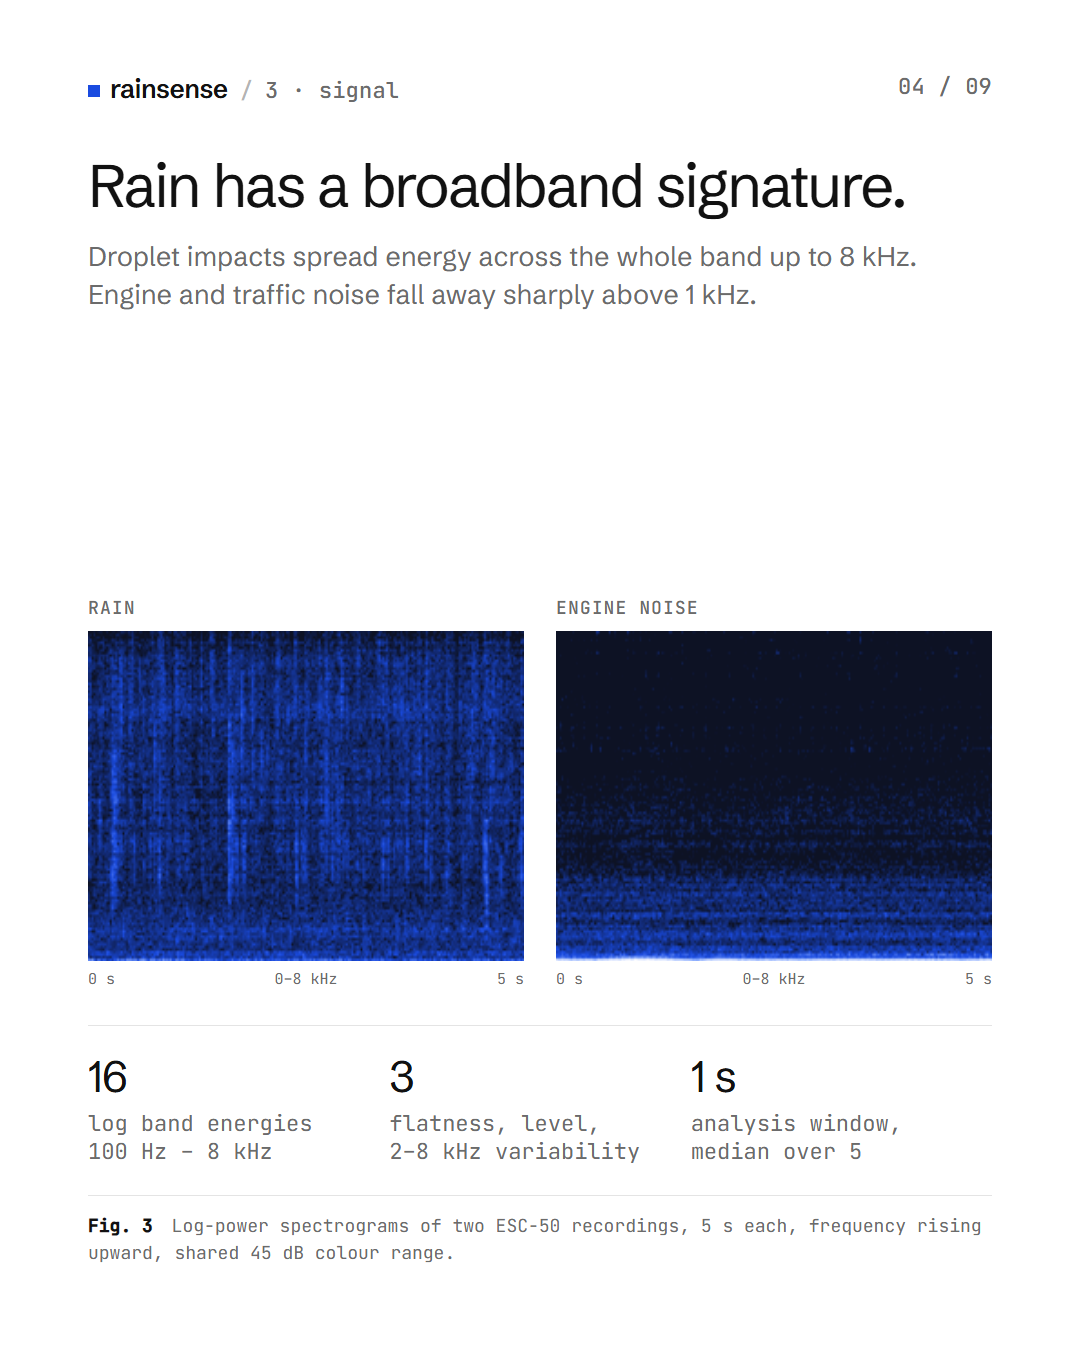 rainsense / 3 · signal
04 / 09
Rain has a broadband signature.
Droplet impacts spread energy across the whole band up to 8 kHz.
Engine and traffic noise fall away sharply above 1 kHz.
RAIN
ENGINE NOISE
0 s 0–8 kHz 5 s
0 s 0–8 kHz 5 s
16
log band energies
100 Hz – 8 kHz
3
flatness, level,
2–8 kHz variability
1 s
analysis window,
median over 5
Fig. 3 Log-power spectrograms of two ESC-50 recordings, 5 s each, frequency rising
upward, shared 45 dB colour range.